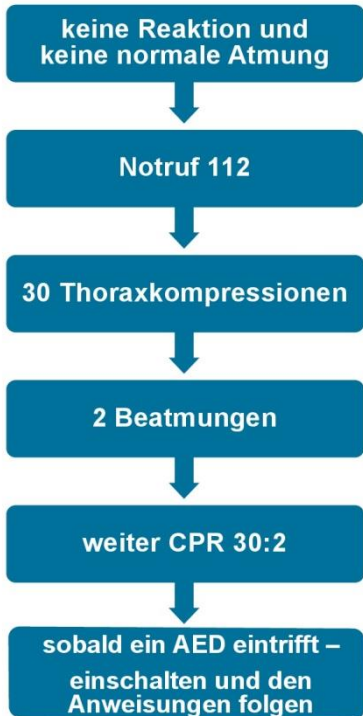 keine Reaktion und
keine normale Atmung
Notruf 112
30 Thoraxkompressionen
2 Beatmungen
weiter CPR 30:2
sobald ein AED eintrifft –
einschalten und den
Anweisungen folgen